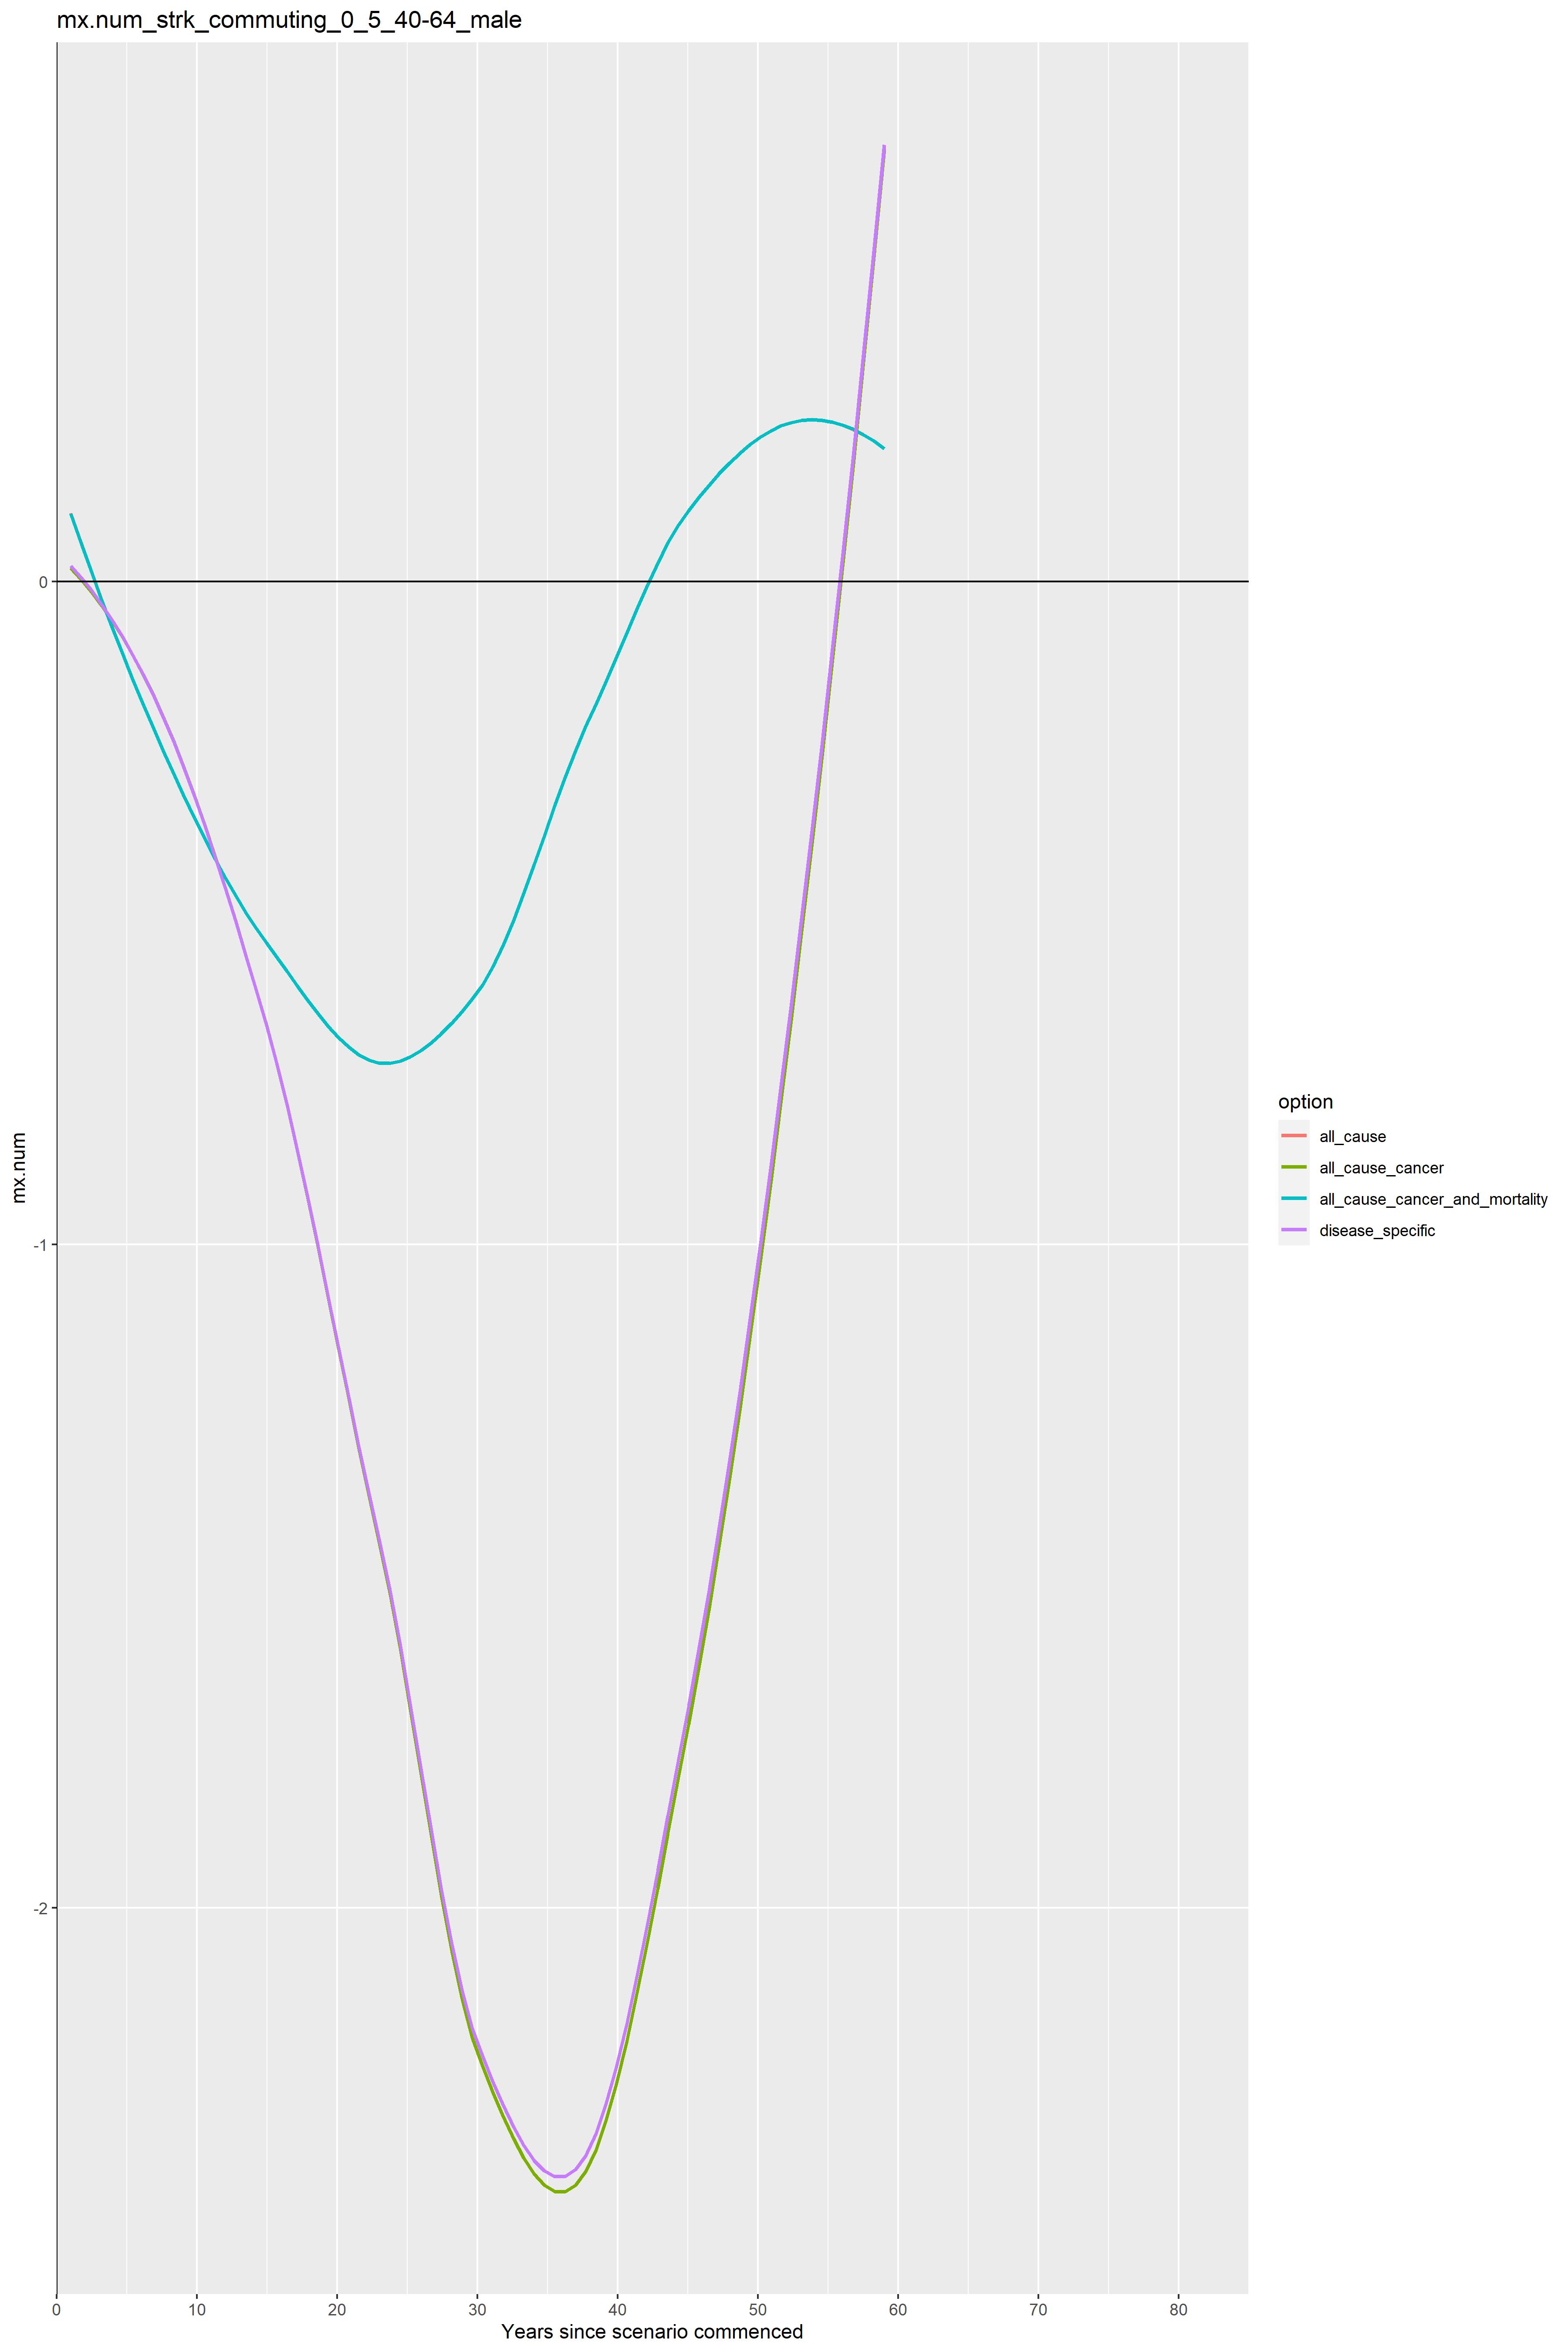 mx.num_strk_commuting_0_5_40-64_male
mx.num
0
-1
-2
0 10 20 30 40 50 60 70 80
Years since scenario commenced
option
all_cause
all_cause_cancer
all_cause_cancer_and_mortality
disease_specific